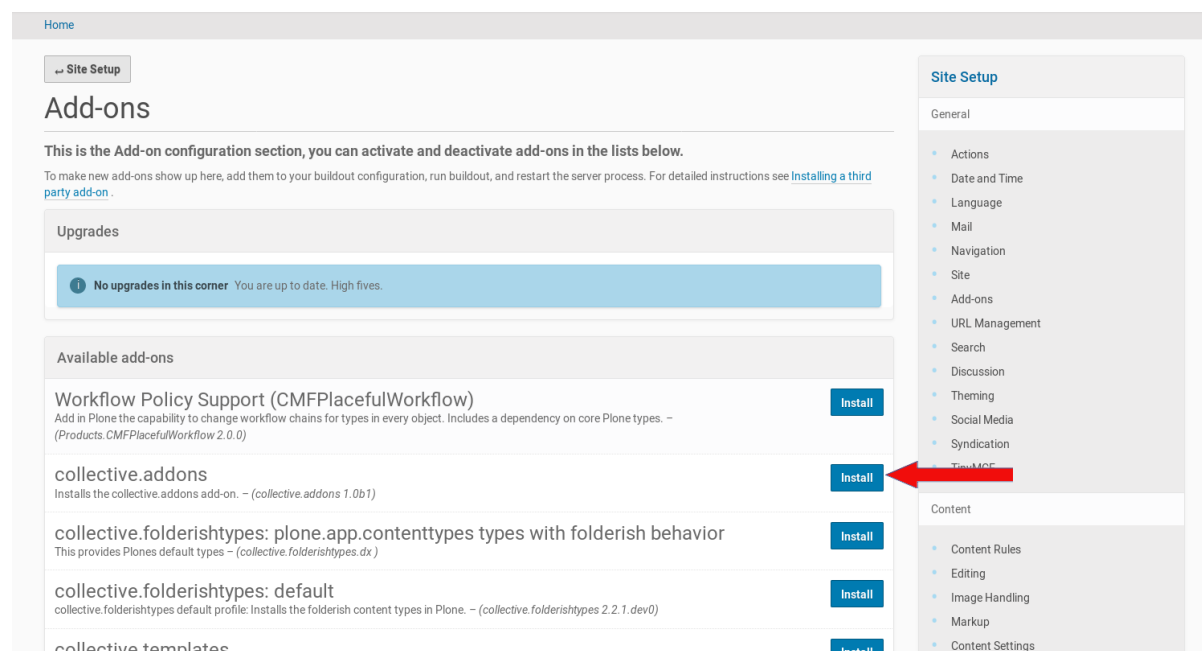 Home
↵ Site Setup
Add-ons
This is the Add-on configuration section, you can activate and deactivate add-ons in the lists below.
To make new add-ons show up here, add them to your buildout configuration, run buildout, and restart the server process. For detailed instructions see Installing a third
party add-on .
Upgrades
No upgrades in this corner You are up to date. High fives.
Available add-ons
Workflow Policy Support (CMFPlacefulWorkflow)
Install
Add in Plone the capability to change workflow chains for types in every object. Includes a dependency on core Plone types. –
(Products.CMFPlacefulWorkflow 2.0.0)
collective.addons
Install
Installs the collective.addons add-on. – (collective.addons 1.0b1)
collective.folderishtypes: plone.app.contenttypes types with folderish behavior
Install
This provides Plones default types – (collective.folderishtypes.dx )
collective.folderishtypes: default
Install
collective.folderishtypes default profile: Installs the folderish content types in Plone. – (collective.folderishtypes 2.2.1.dev0)
collective.templates
Install
Site Setup
General
Actions
Date and Time
Language
Mail
Navigation
Site
Add-ons
URL Management
Search
Discussion
Theming
Social Media
Syndication
TinyMCE
Content
Content Rules
Editing
Image Handling
Markup
Content Settings